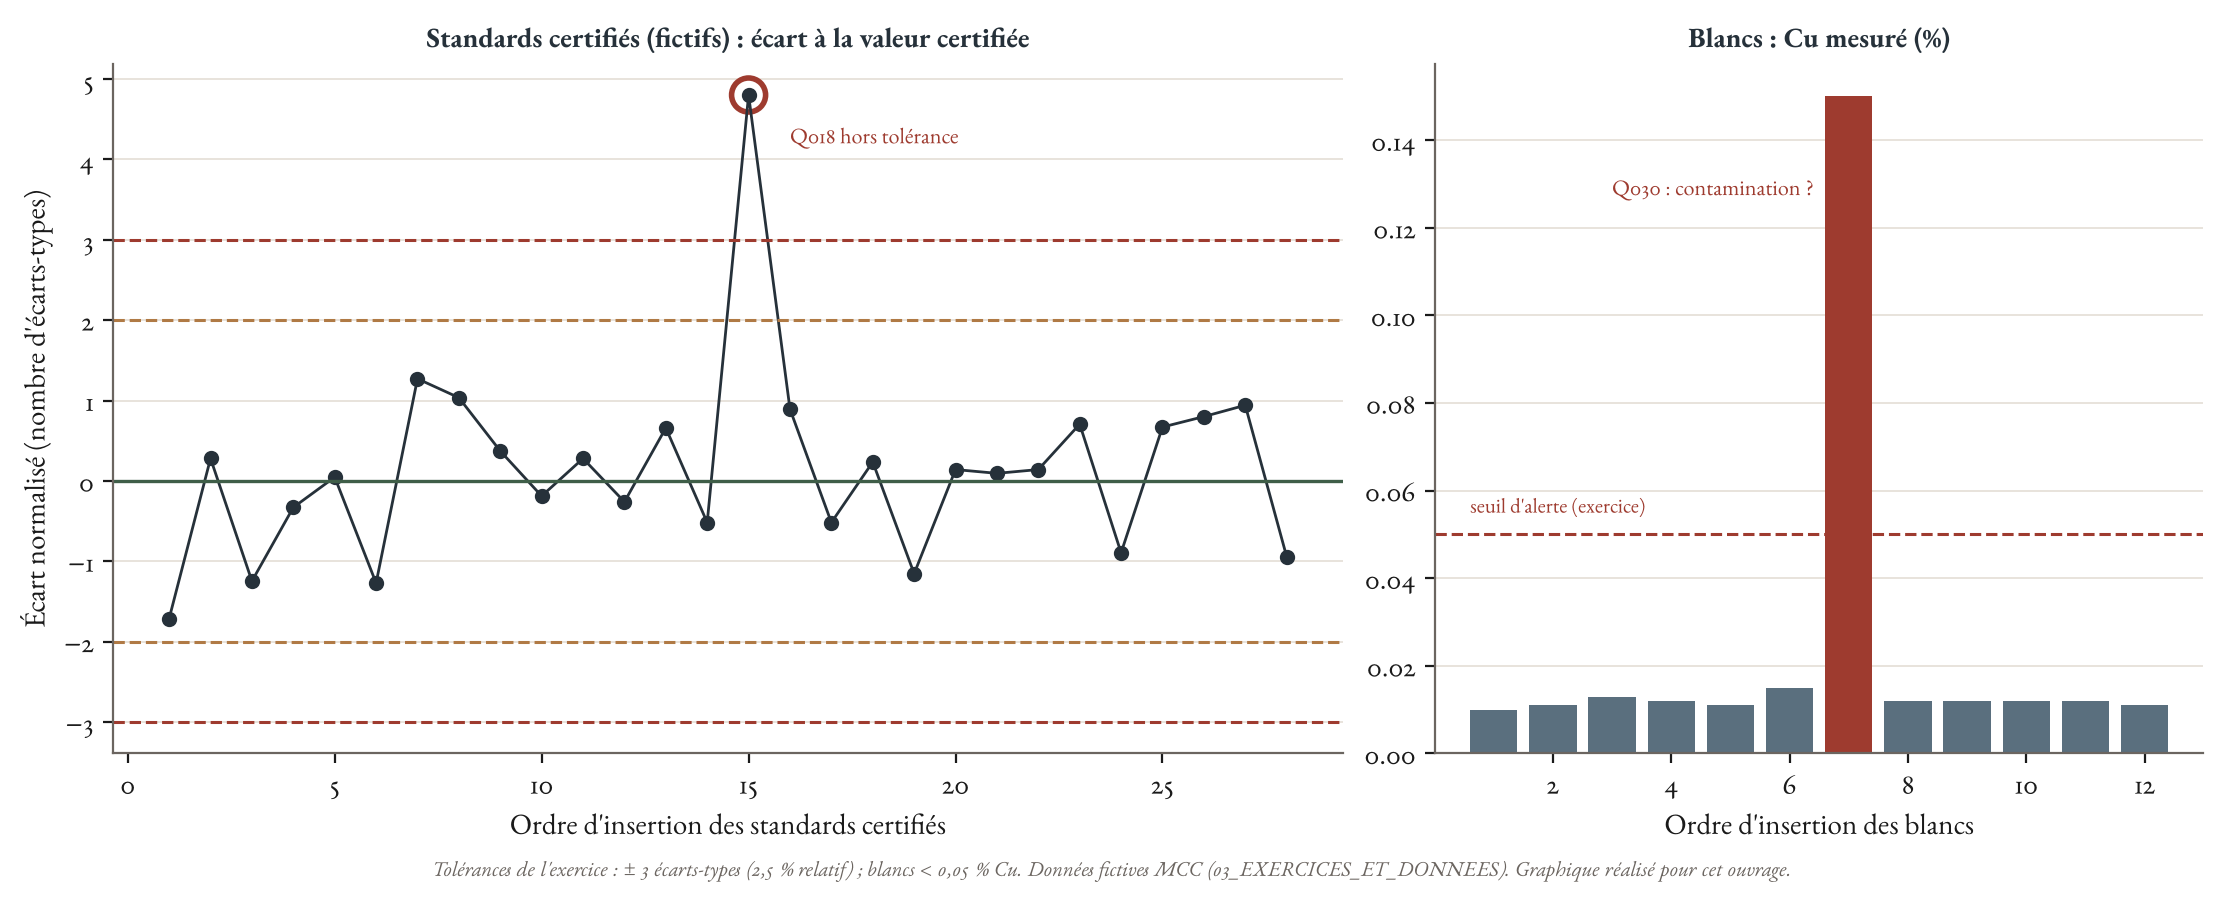 Standards certifiés (fictifs) : écart à la valeur certifiée
Écart normalisé (nombre d'écarts-types)
5
4
3
2
1
0
−1
−2
−3
Q018 hors tolérance
0 5 10 15 20 25
Ordre d'insertion des standards certifiés
Blancs : Cu mesuré (%)
0.14
0.12
0.10
0.08
0.06
0.04
0.02
0.00
Q030 : contamination ?
seuil d'alerte (exercice)
2 4 6 8 10 12
Ordre d'insertion des blancs
Tolérances de l'exercice : ± 3 écarts-types (2,5 % relatif) ; blancs < 0,05 % Cu. Données fictives MCC (03_EXERCICES_ET_DONNEES). Graphique réalisé pour cet ouvrage.